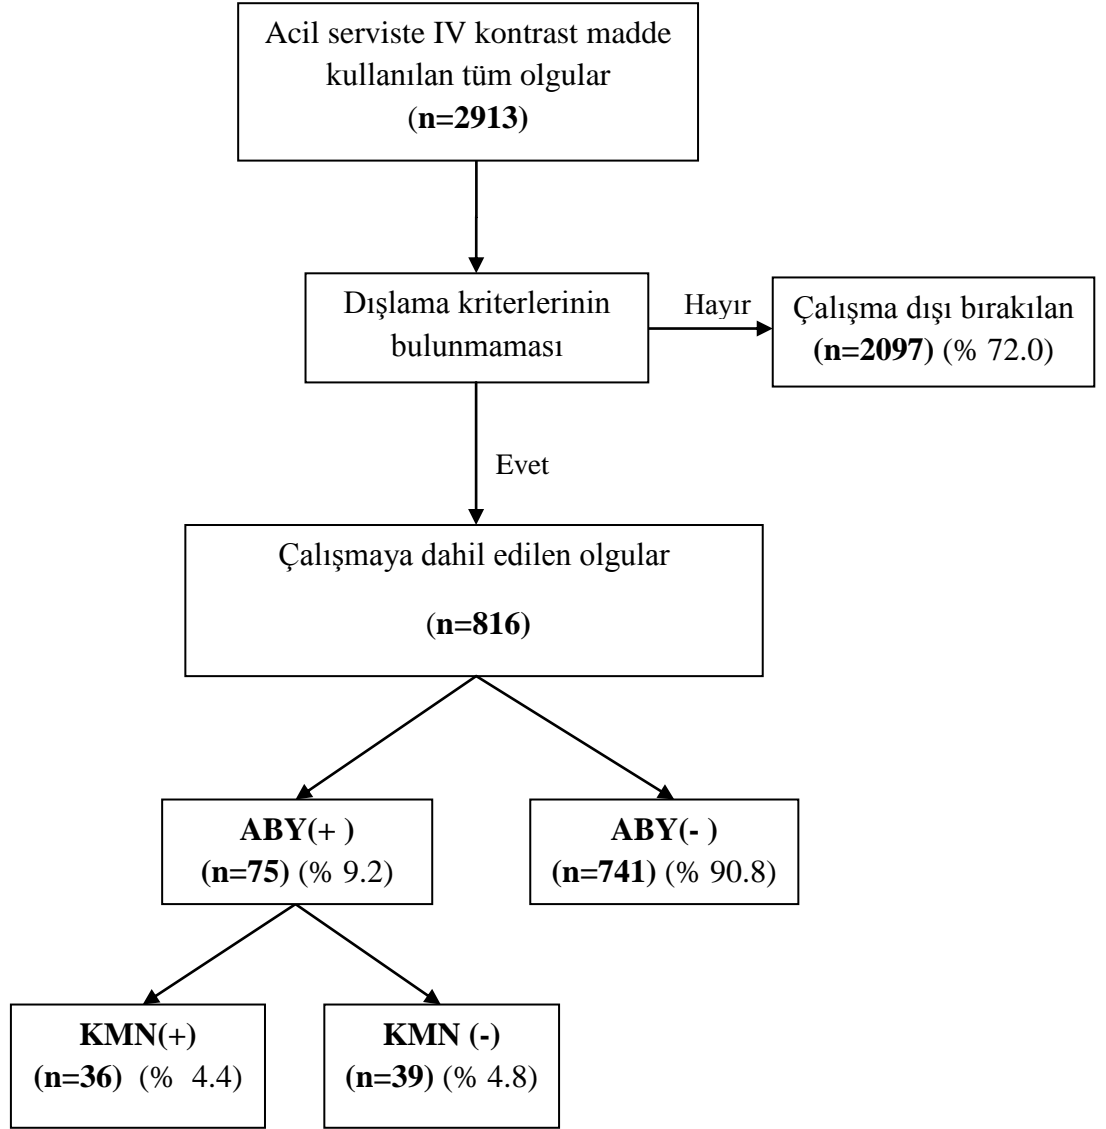 Acil serviste IV kontrast madde
kullanılan tüm olgular
(n=2913)
Dışlama kriterlerinin
bulunmaması
Hayır
Çalışma dışı bırakılan
(n=2097) (% 72.0)
Evet
Çalışmaya dahil edilen olgular
(n=816)
ABY(+ )
(n=75) (% 9.2)
ABY(- )
(n=741) (% 90.8)
KMN(+)
(n=36) (% 4.4)
KMN (-)
(n=39) (% 4.8)